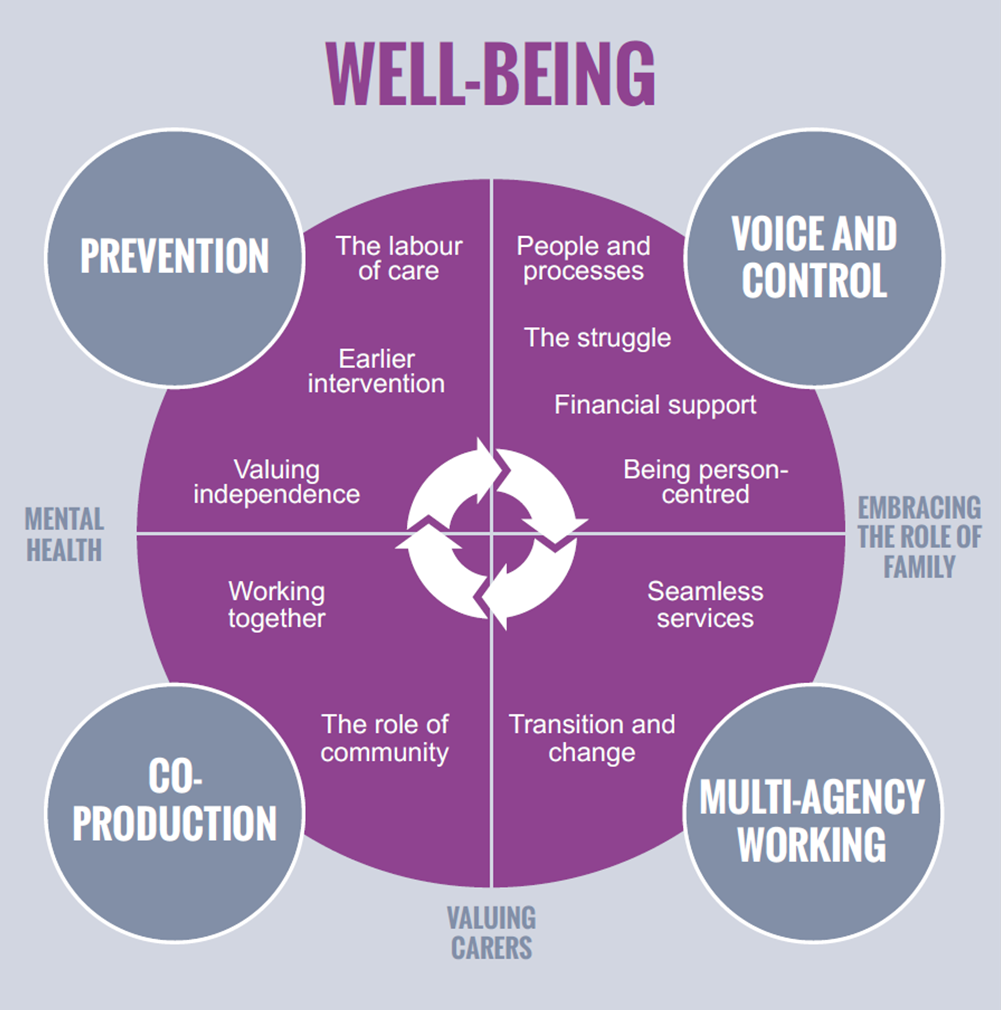 WELL-BEING
PREVENTION
VOICE AND
CONTROL
The labour
of care
People and
processes
The struggle
Earlier
intervention
Financial support
Valuing
independence
Being person-
centred
MENTAL
HEALTH
EMBRACING
THE ROLE OF
FAMILY
Working
together
Seamless
services
The role of
community
Transition and
change
CO-
PRODUCTION
MULTI-AGENCY
WORKING
VALUING
CARERS